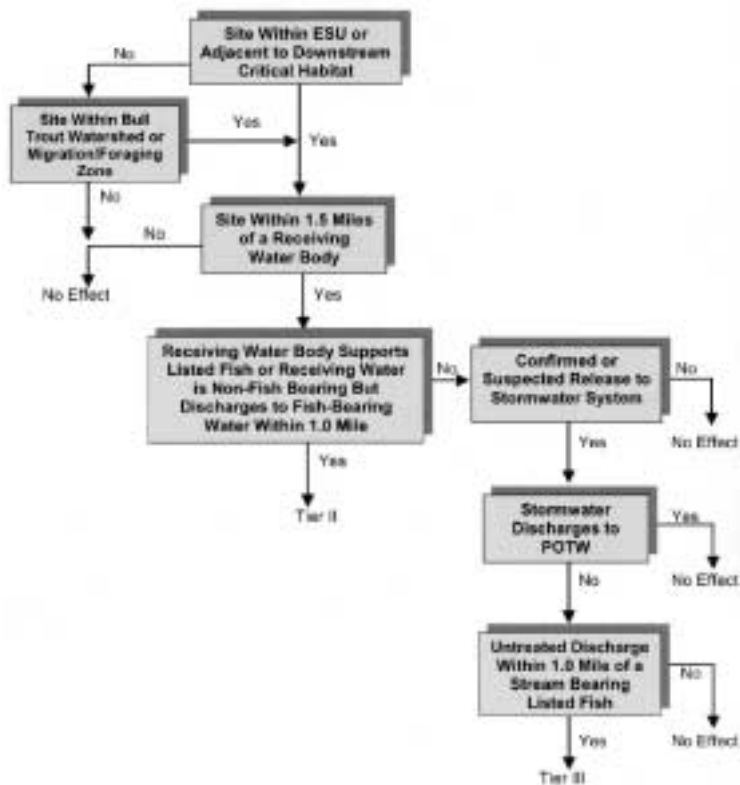 Site Within ESU or
Adjacent to Downstream
Critical Habitat
No
Site Within Bull
Trout Watershed or
Migration/Foraging
Zone
Yes
Yes
No
Site Within 1.5 Miles
of a Receiving
Water Body
No
No Effect
Yes
Receiving Water Body Supports
Listed Fish or Receiving Water
is Non-Fish Bearing But
Discharges to Fish-Bearing
Water Within 1.0 Mile
No
Confirmed or
Suspected Release to
Stormwater System
No
No Effect
Yes
Tier II
Yes
Stormwater
Discharges to
POTW
Yes
No Effect
No
Untreated Discharge
Within 1.0 Mile of a
Stream Bearing
Listed Fish
No
No Effect
Yes
Tier III